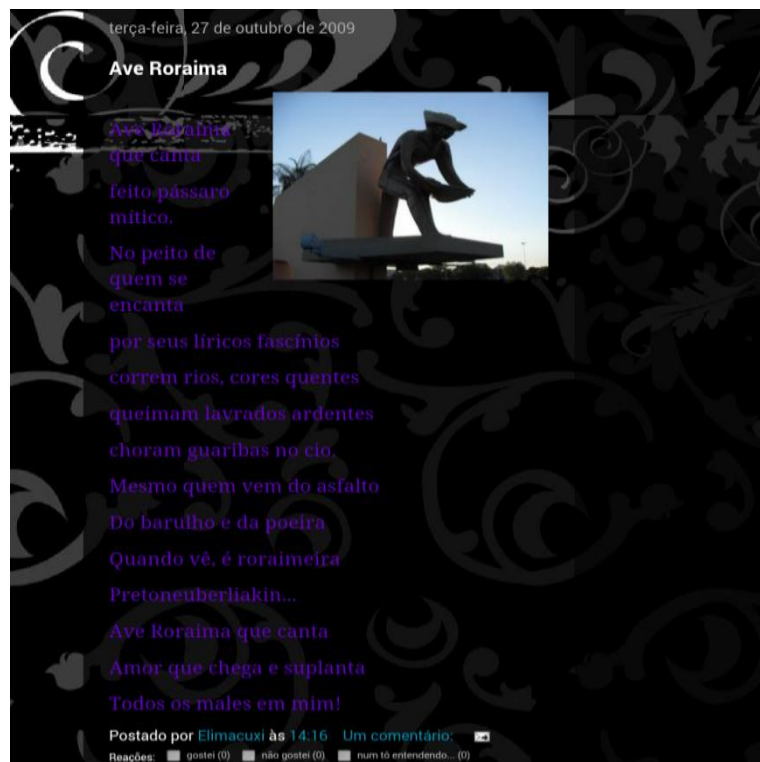 terça-feira, 27 de outubro de 2009
Ave Roraima
Ave Roraima
que canta
feito pássaro
mítico.
No peito de
quem se
encanta
por seus líricos fascínios
correm rios, cores quentes
queimam lavrados ardentes
choram guaribas no cio.
Mesmo quem vem do asfalto
Do barulho e da poeira
Quando vê, é roraimeira
Pretoneuberliakin...
Ave Roraima que canta
Amor que chega e suplanta
Todos os males em mim!
Postado por Elimacuxi às 14:16 Um comentário:
Reações: gostei (0) não gostei (0) num tô entendendo... (0)